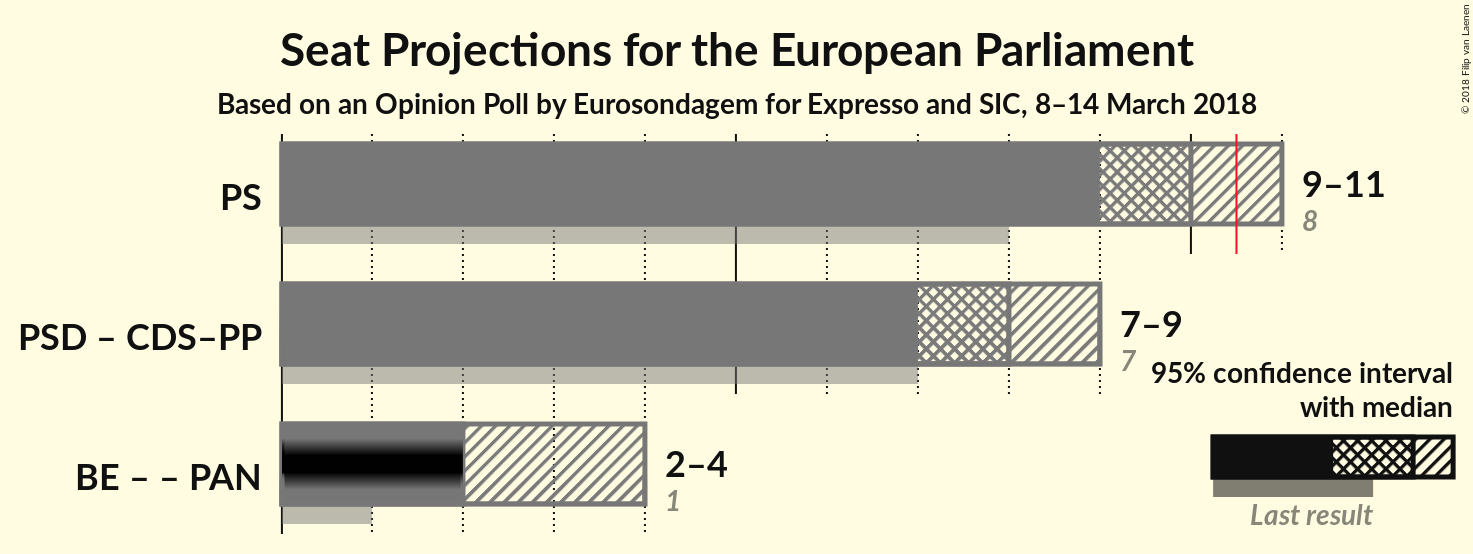 Seat Projections for the European Parliament
Based on an Opinion Poll by Eurosondagem for Expresso and SIC, 8–14 March 2018
© 2018 Filip van Laenen
PS
9–11
8
PSD – CDS–PP
7–9
7
95% confidence interval
with median
BE – – PAN
2–4
1
Last result